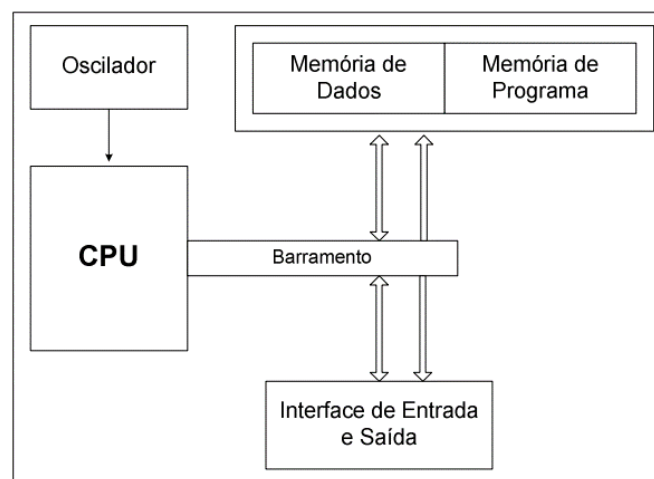 Oscilador
Memória de
Dados
Memória de
Programa
CPU
Barramento
Interface de Entrada
e Saída